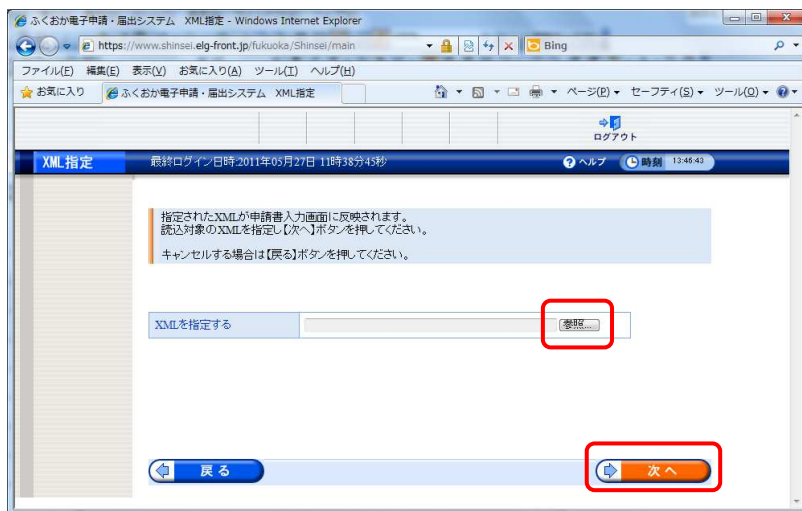 ふくおか電子申請・届出システム XML指定 - Windows Internet Explorer
https://www.shinsei.elg-front.jp/fukuoka/Shinsei/main
Bing
ファイル(F) 編集(E) 表示(V) お気に入り(A) ツール(T) ヘルプ(H)
お気に入り ふくおか電子申請・届出システム XML指定 ページ(P) セーフティ(S) ツール(O)
ログアウト
XML指定 最終ログイン日時:2011年05月27日 11時38分45秒 ヘルプ 時刻 13:46:43
指定されたXMLが申請書入力画面に反映されます。
読込対象のXMLを指定し【次へ】ボタンを押してください。
キャンセルする場合は【戻る】ボタンを押してください。
XMLを指定する 参照...
戻る 次へ